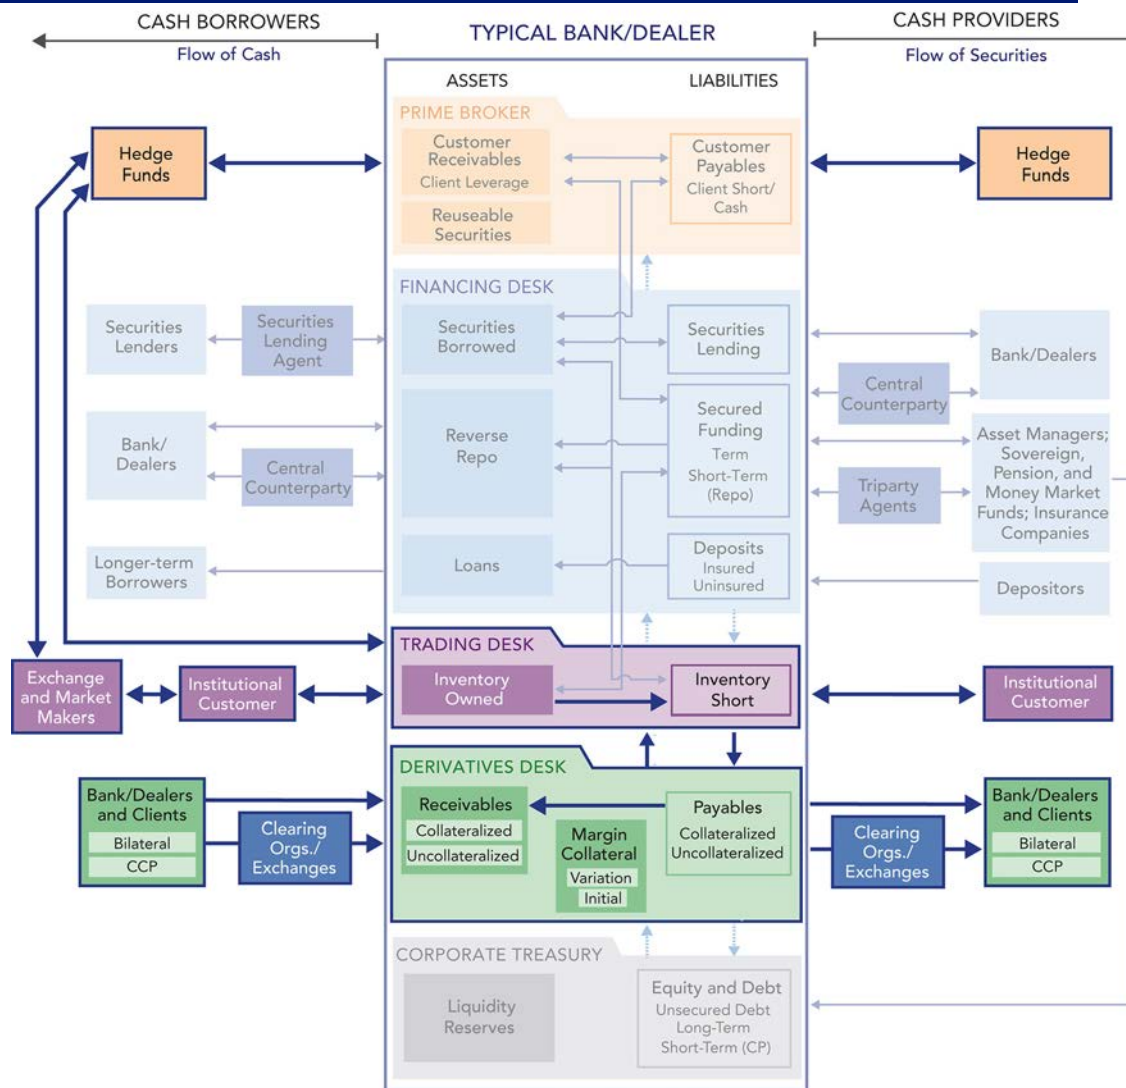 CASH BORROWERS
Flow of Cash
TYPICAL BANK/DEALER
CASH PROVIDERS
Flow of Securities
ASSETS
LIABILITIES
PRIME BROKER
Customer
Receivables
Client Leverage
Reuseable
Securities
Customer
Payables
Client Short/
Cash
Hedge
Funds
Hedge
Funds
FINANCING DESK
Securities
Borrowed
Securities
Lending
Reverse
Repo
Secured
Funding
Term
Short-Term
(Repo)
Loans
Deposits
Insured
Uninsured
Securities
Lenders
Securities
Lending
Agent
Bank/
Dealers
Central
Counterparty
Longer-term
Borrowers
Bank/Dealers
Central
Counterparty
Asset Managers;
Sovereign,
Pension, and
Money Market
Funds; Insurance
Companies
Triparty
Agents
Depositors
TRADING DESK
Inventory
Owned
Inventory
Short
Exchange
and Market
Makers
Institutional
Customer
Institutional
Customer
DERIVATIVES DESK
Receivables
Collateralized
Uncollateralized
Margin
Collateral
Variation
Initial
Payables
Collateralized
Uncollateralized
Bank/Dealers
and Clients
Bilateral
CCP
Clearing
Orgs./
Exchanges
Clearing
Orgs./
Exchanges
Bank/Dealers
and Clients
Bilateral
CCP
CORPORATE TREASURY
Liquidity
Reserves
Equity and Debt
Unsecured Debt
Long-Term
Short-Term (CP)